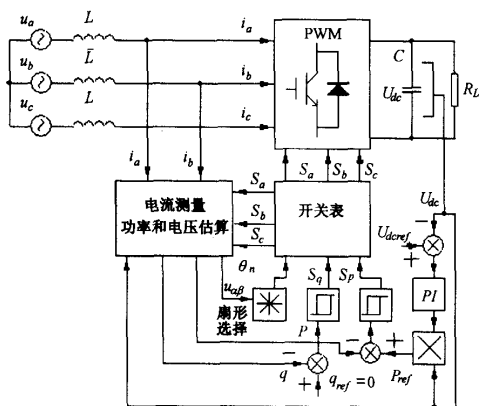 u_a
L
i_a
PWM
u_b
L̄
i_b
C
U_dc
R_L
u_c
L
i_c
i_a
i_b
S_a
S_b
S_c
电流测量
功率和电压估算
S_a
S_b
S_c
开关表
U_dc
−
U_dcref
+
θ_n
u_αβ
扇形
选择
S_q
S_p
PI
P
−
+
P_ref
−
q
+
q_ref=0